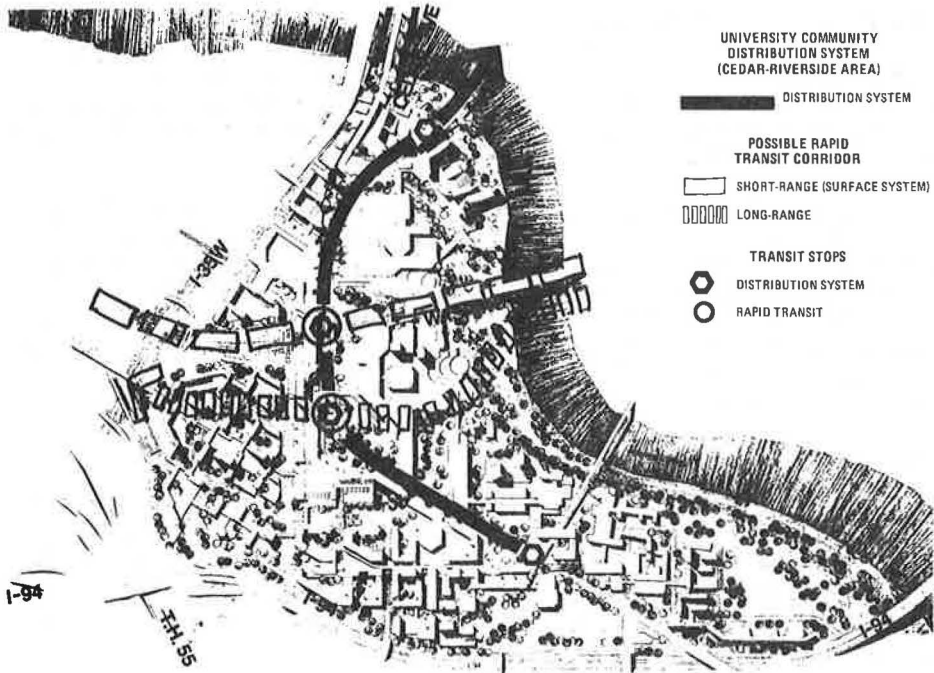 UNIVERSITY COMMUNITY
DISTRIBUTION SYSTEM
(CEDAR-RIVERSIDE AREA)
DISTRIBUTION SYSTEM
POSSIBLE RAPID
TRANSIT CORRIDOR
SHORT-RANGE (SURFACE SYSTEM)
LONG-RANGE
TRANSIT STOPS
DISTRIBUTION SYSTEM
RAPID TRANSIT
I-35W
I-94
T.H. 55
I-94
I-94